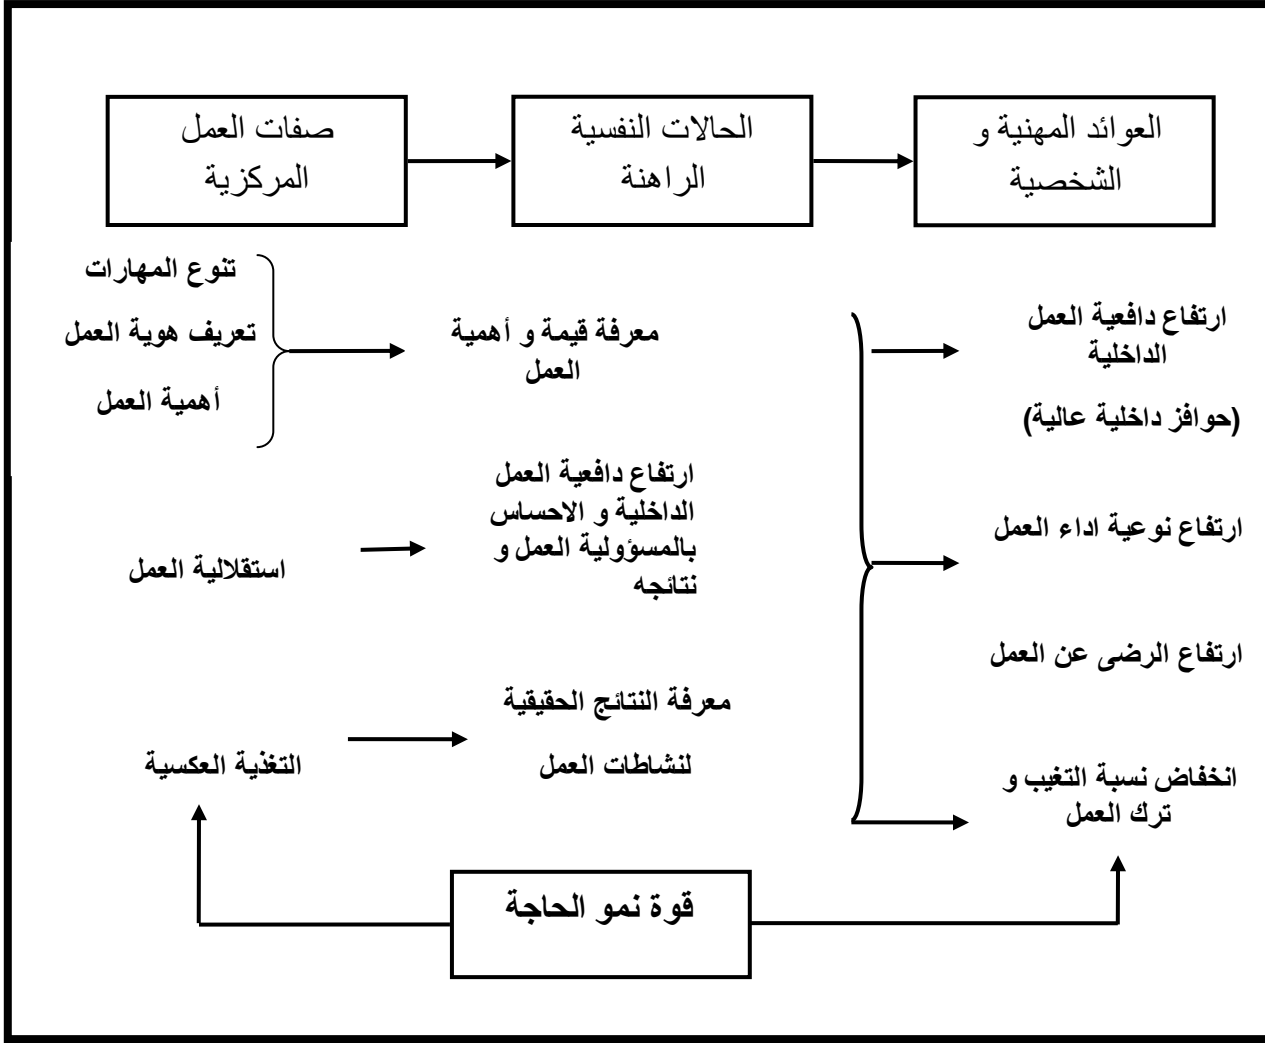 صفات العمل
المركزية
الحالات النفسية
الراهنة
العوائد المهنية و
الشخصية
تنوع المهارات
تعريف هوية العمل
أهمية العمل
معرفة قيمة و أهمية
العمل
ارتفاع دافعية العمل
الداخلية
(حوافز داخلية عالية)
ارتفاع دافعية العمل
الداخلية و الاحساس
بالمسؤولية العمل و
نتائجه
استقلالية العمل
ارتفاع نوعية اداء العمل
ارتفاع الرضى عن العمل
معرفة النتائج الحقيقية
لنشاطات العمل
التغذية العكسية
انخفاض نسبة التغيب و
ترك العمل
قوة نمو الحاجة